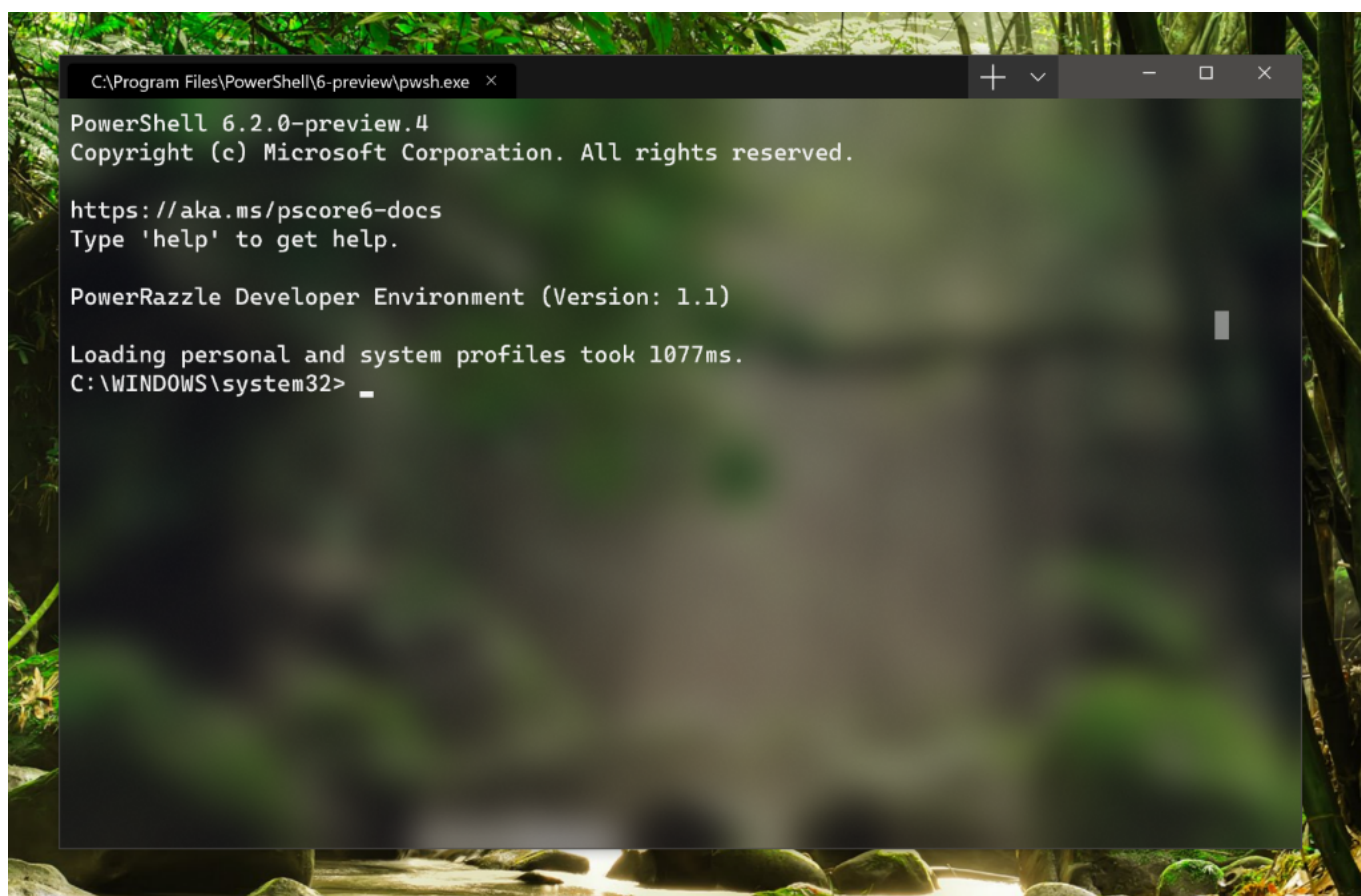 C:\Program Files\PowerShell\6-preview\pwsh.exe
PowerShell 6.2.0-preview.4
Copyright (c) Microsoft Corporation. All rights reserved.
https://aka.ms/pscore6-docs
Type 'help' to get help.
PowerRazzle Developer Environment (Version: 1.1)
Loading personal and system profiles took 1077ms.
C:\WINDOWS\system32>